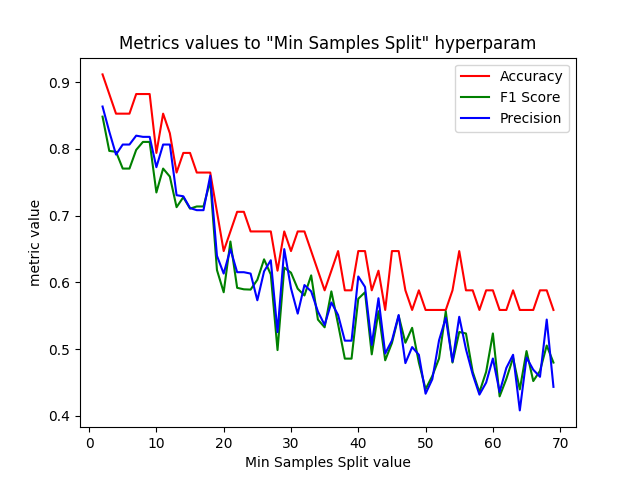 Metrics values to "Min Samples Split" hyperparam
Accuracy
F1 Score
Precision
metric value
0.9
0.8
0.7
0.6
0.5
0.4
0 10 20 30 40 50 60 70
Min Samples Split value